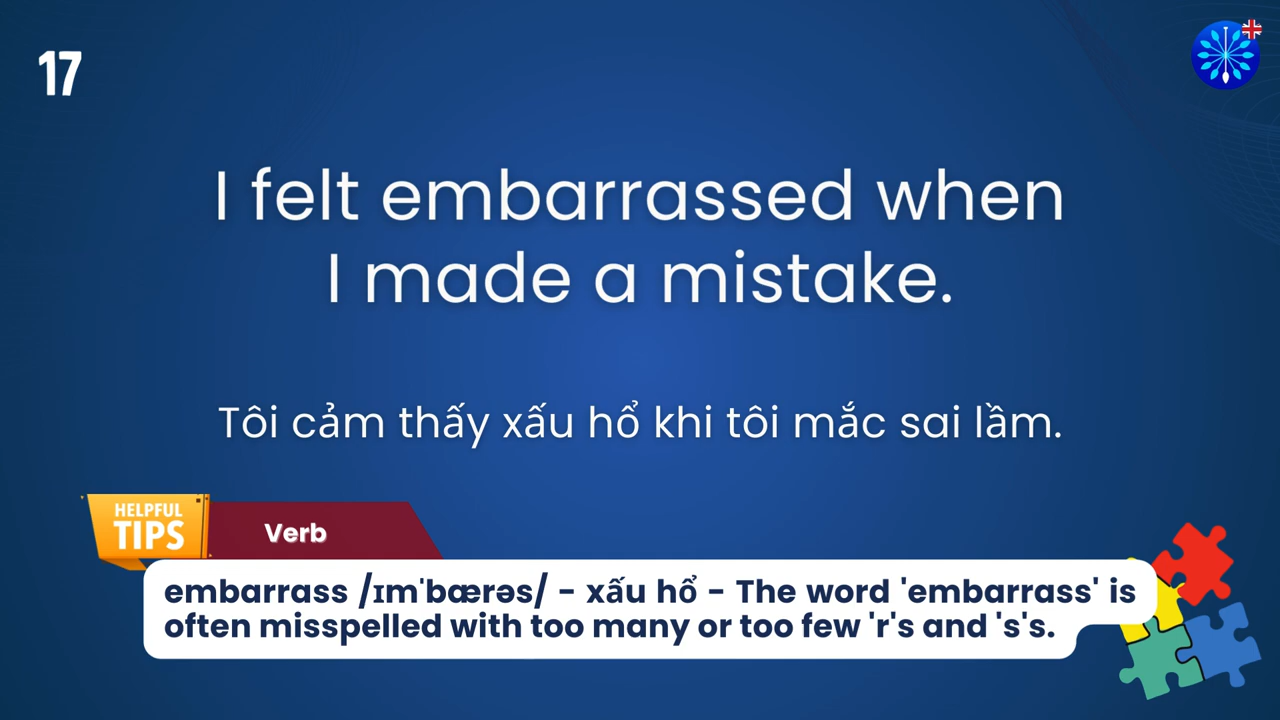 17
I felt embarrassed when
I made a mistake.
Tôi cảm thấy xấu hổ khi tôi mắc sai lầm.
HELPFUL
TIPS
Verb
embarrass /ɪmˈbærəs/ - xấu hổ - The word 'embarrass' is
often misspelled with too many or too few 'r's and 's's.